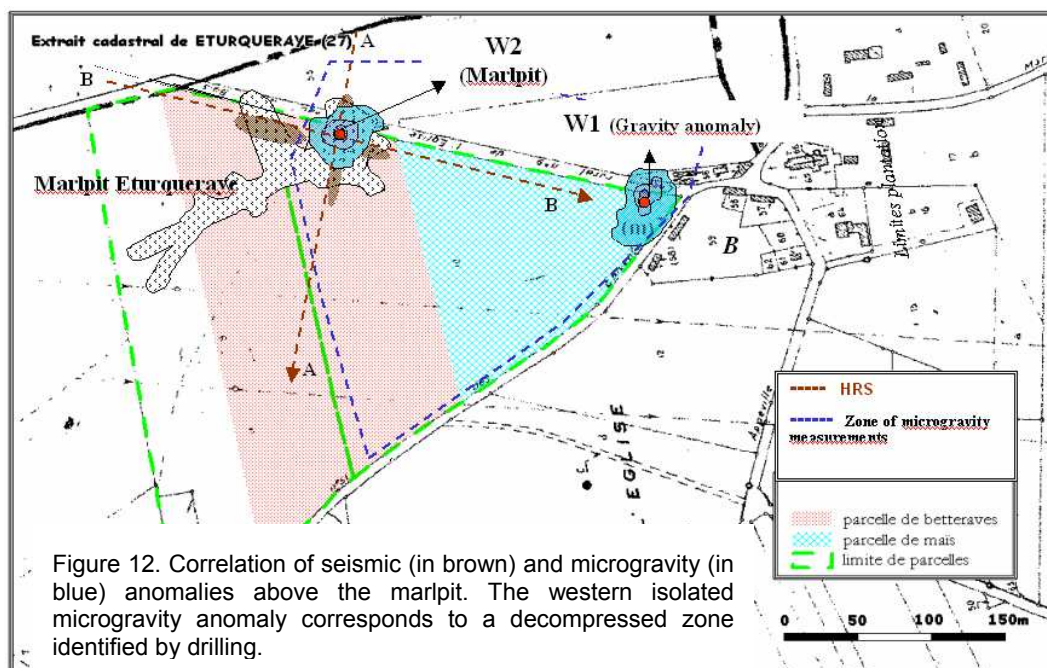 Extrait cadastral de ETURQUERAYE (27)
A
W2
(Marlpit)
B
W1 (Gravity anomaly)
Marlpit Eturqueraye
B
B
Limites plantation
A
Appeville
EGLISE
HRS
Zone of microgravity
measurements
parcelle de betteraves
parcelle de maïs
limite de parcelles
Figure 12. Correlation of seismic (in brown) and microgravity (in
blue) anomalies above the marlpit. The western isolated
microgravity anomaly corresponds to a decompressed zone
identified by drilling.
0 50 100 150m